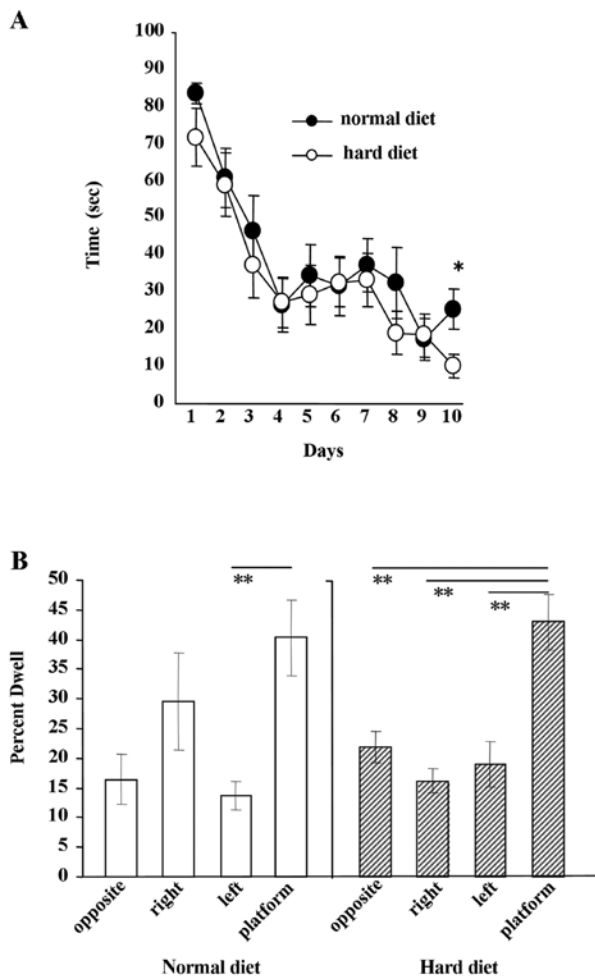 A
100
90
80
70
60
50
40
30
20
10
0
Time (sec)
normal diet
hard diet
*
1 2 3 4 5 6 7 8 9 10
Days
B
50
45
40
35
30
25
20
15
10
5
0
Percent Dwell
**
** ** **
opposite right left platform opposite right left platform
Normal diet Hard diet